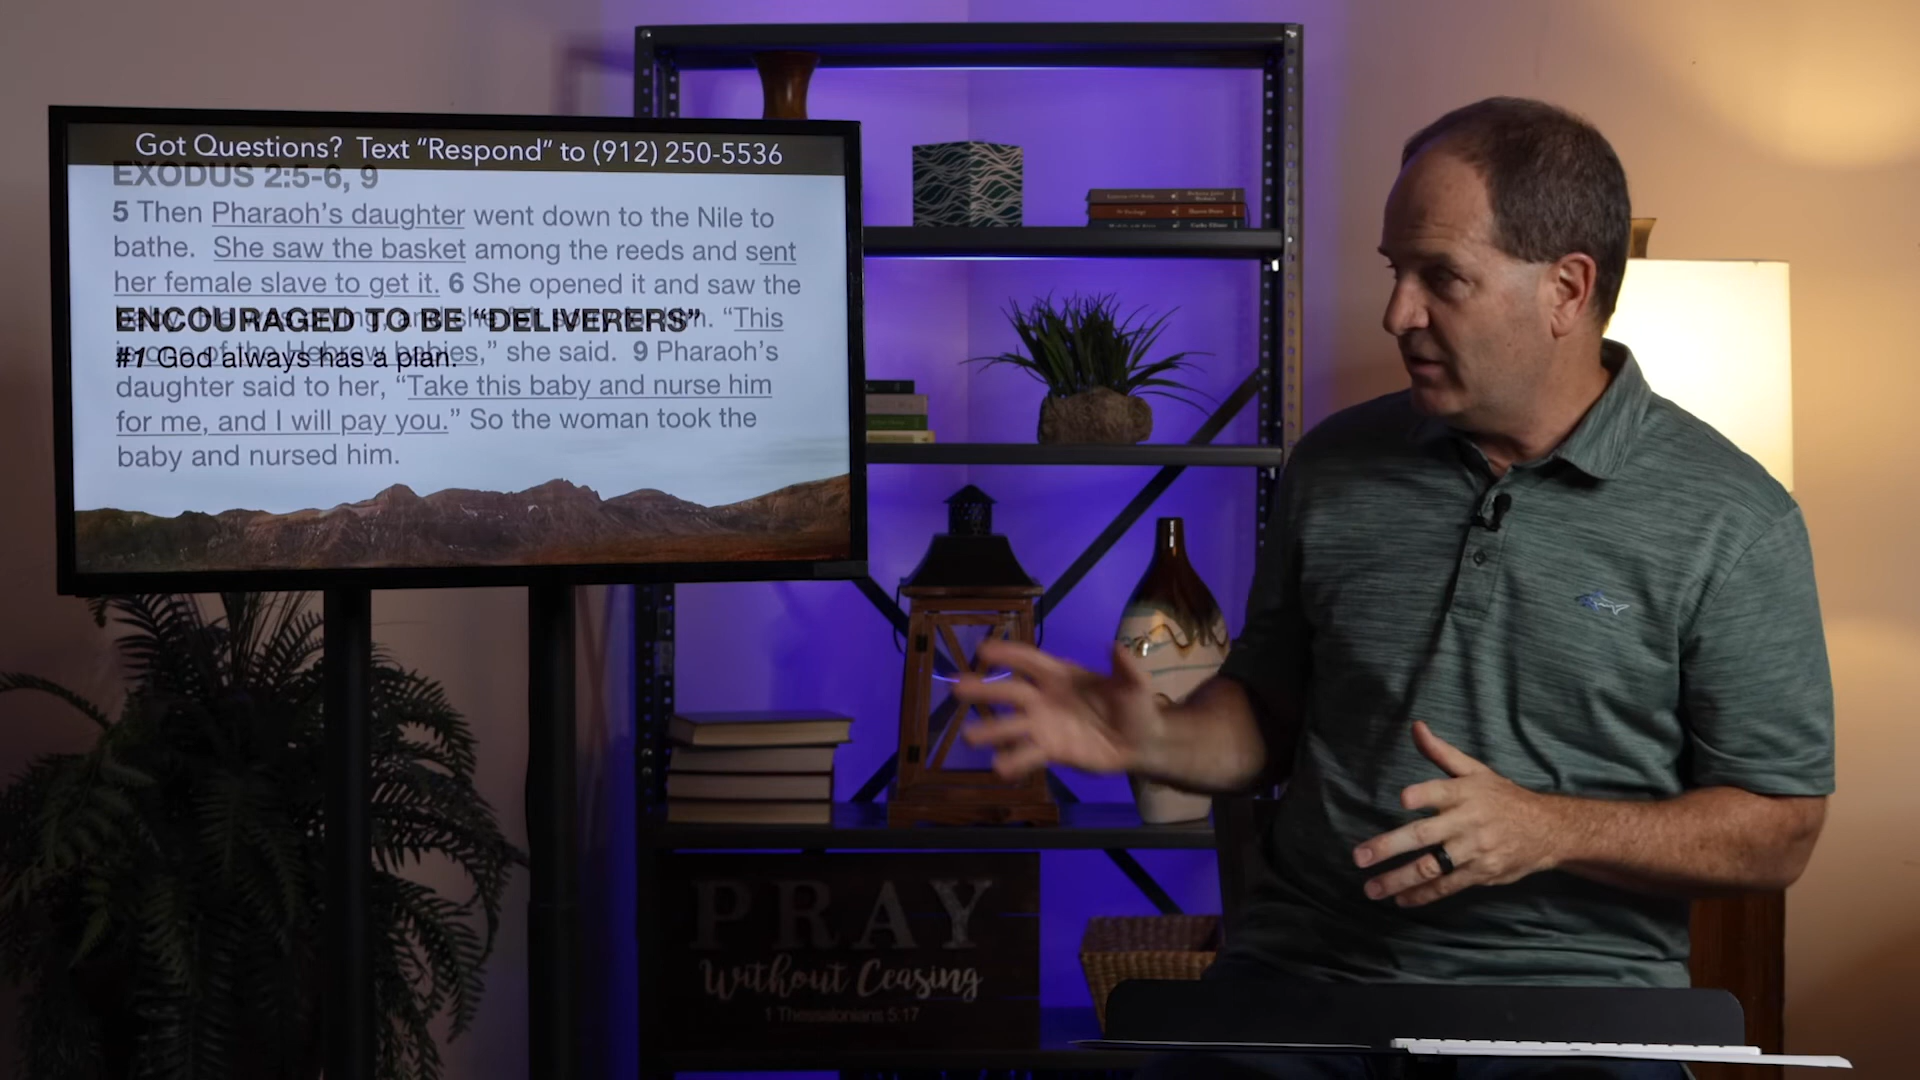 Got Questions? Text “Respond” to (912) 250-5536
EXODUS 2:5-6, 9
5 Then Pharaoh’s daughter went down to the Nile to
bathe. She saw the basket among the reeds and sent
her female slave to get it. 6 She opened it and saw the
ENCOURAGED TO BE “DELIVERERS”
“This
#1 God always has a plan.
Hebrew babies,” she said. 9 Pharaoh’s
daughter said to her, “Take this baby and nurse him
for me, and I will pay you.” So the woman took the
baby and nursed him.
PRAY
Without Ceasing
1 Thessalonians 5:17